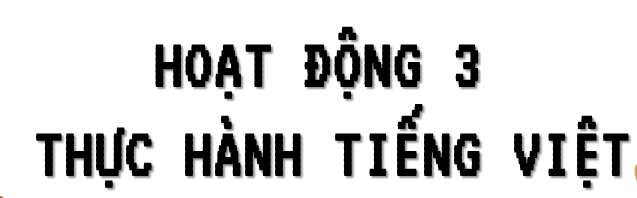 HOẠT ĐỘNG 3
THỰC HÀNH TIẾNG VIỆT